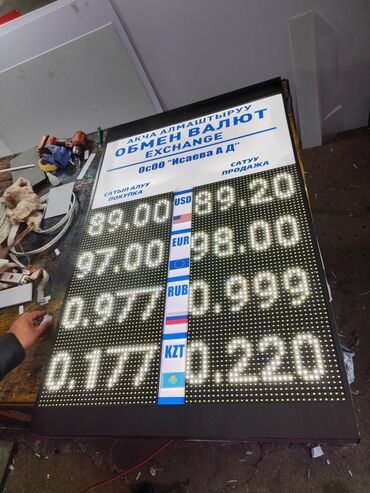 АКЧА АЛМАШТЫРУУ
ОБМЕН ВАЛЮТ
EXCHANGE
ОсОО "Исаева А Д"
САТЫП АЛУУ САТУУ
ПОКУПКА ПРОДАЖА
89.00 USD 89.20
97.00 EUR 98.00
0.977 RUB 0.999
0.177 KZT 0.220